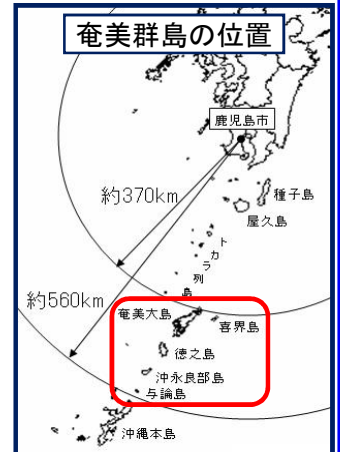 奄美群島の位置
鹿児島市
種子島
屋久島
約370km
トカラ列島
約560km
奄美大島
喜界島
徳之島
沖永良部島
与論島
沖縄本島